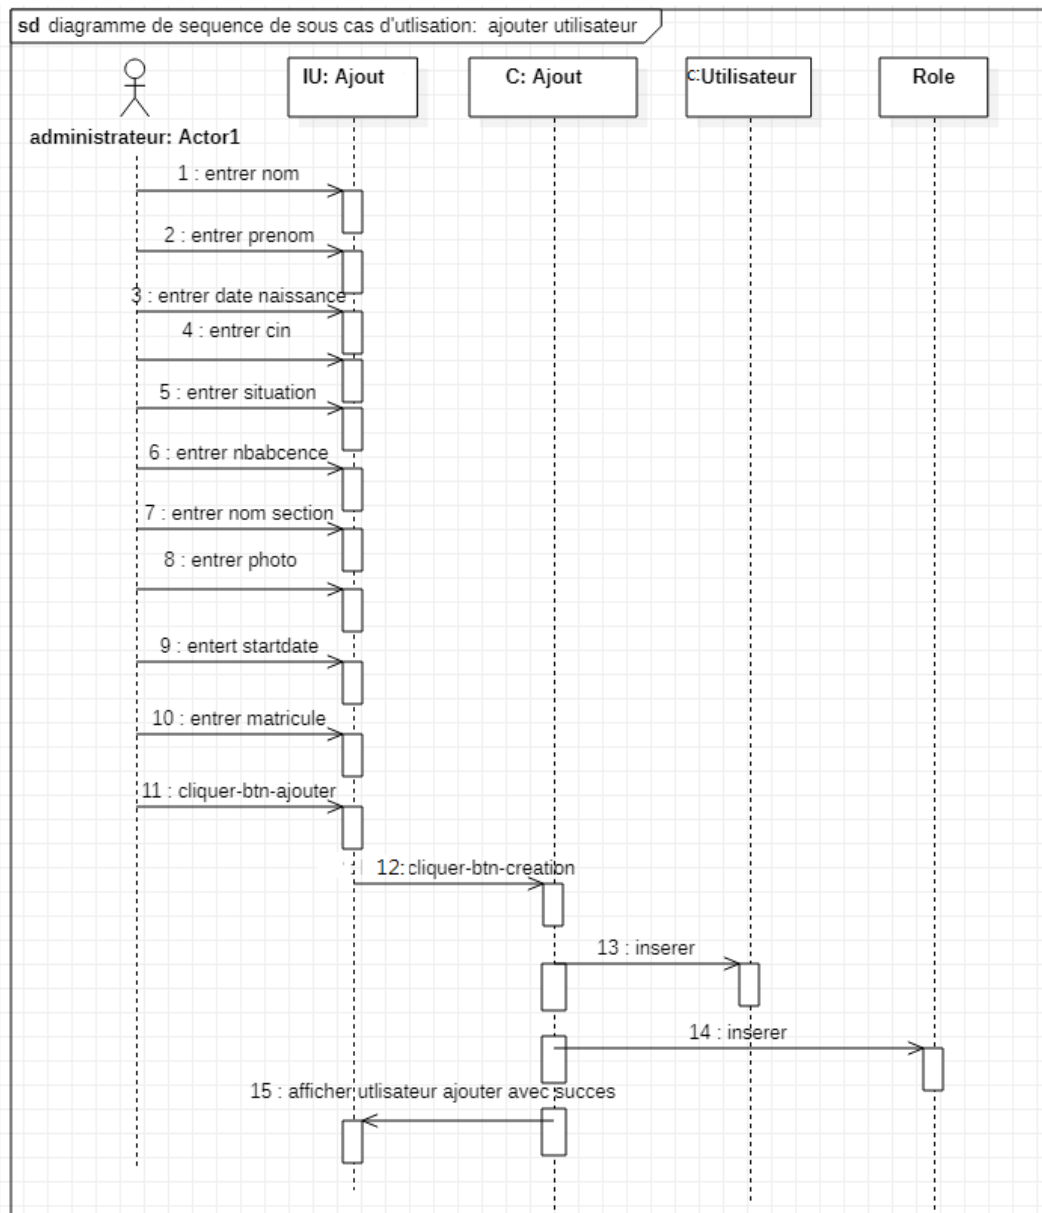 sd diagramme de sequence de sous cas d'utlisation: ajouter utilisateur
IU: Ajout
C: Ajout
c:Utilisateur
Role
administrateur: Actor1
1 : entrer nom
2 : entrer prenom
3 : entrer date naissance
4 : entrer cin
5 : entrer situation
6 : entrer nbabcence
7 : entrer nom section
8 : entrer photo
9 : entert startdate
10 : entrer matricule
11 : cliquer-btn-ajouter
12: cliquer-btn-creation
13 : inserer
14 : inserer
15 : afficher utlisateur ajouter avec succes